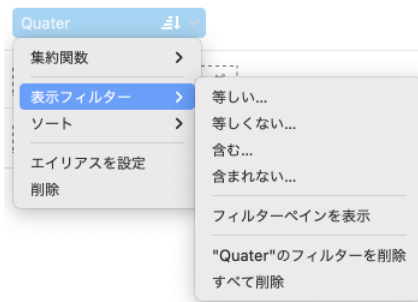 Quater
集約関数
表示フィルター
ソート
エイリアスを設定
削除
等しい...
等しくない...
含む...
含まれない...
フィルターペインを表示
"Quater"のフィルターを削除
すべて削除